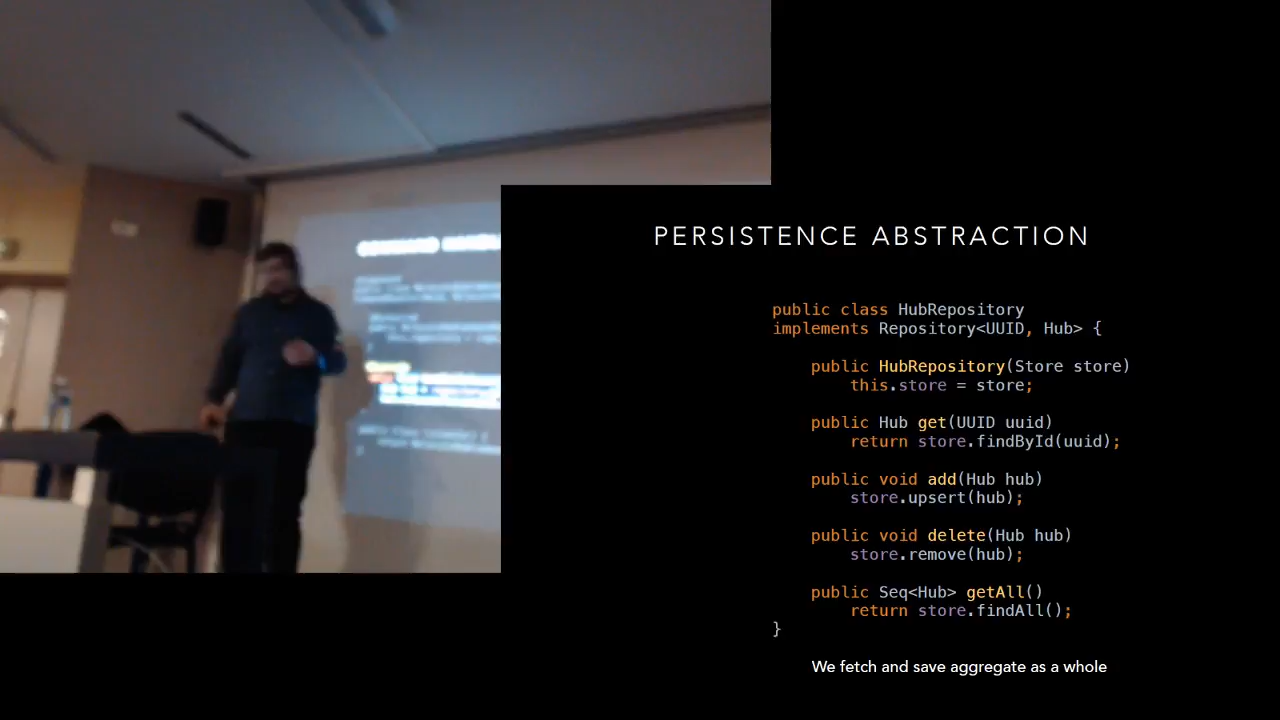 PERSISTENCE ABSTRACTION
public class HubRepository
implements Repository<UUID, Hub> {
public HubRepository(Store store)
this.store = store;
public Hub get(UUID uuid)
return store.findById(uuid);
public void add(Hub hub)
store.upsert(hub);
public void delete(Hub hub)
store.remove(hub);
public Seq<Hub> getAll()
return store.findAll();
}
We fetch and save aggregate as a whole